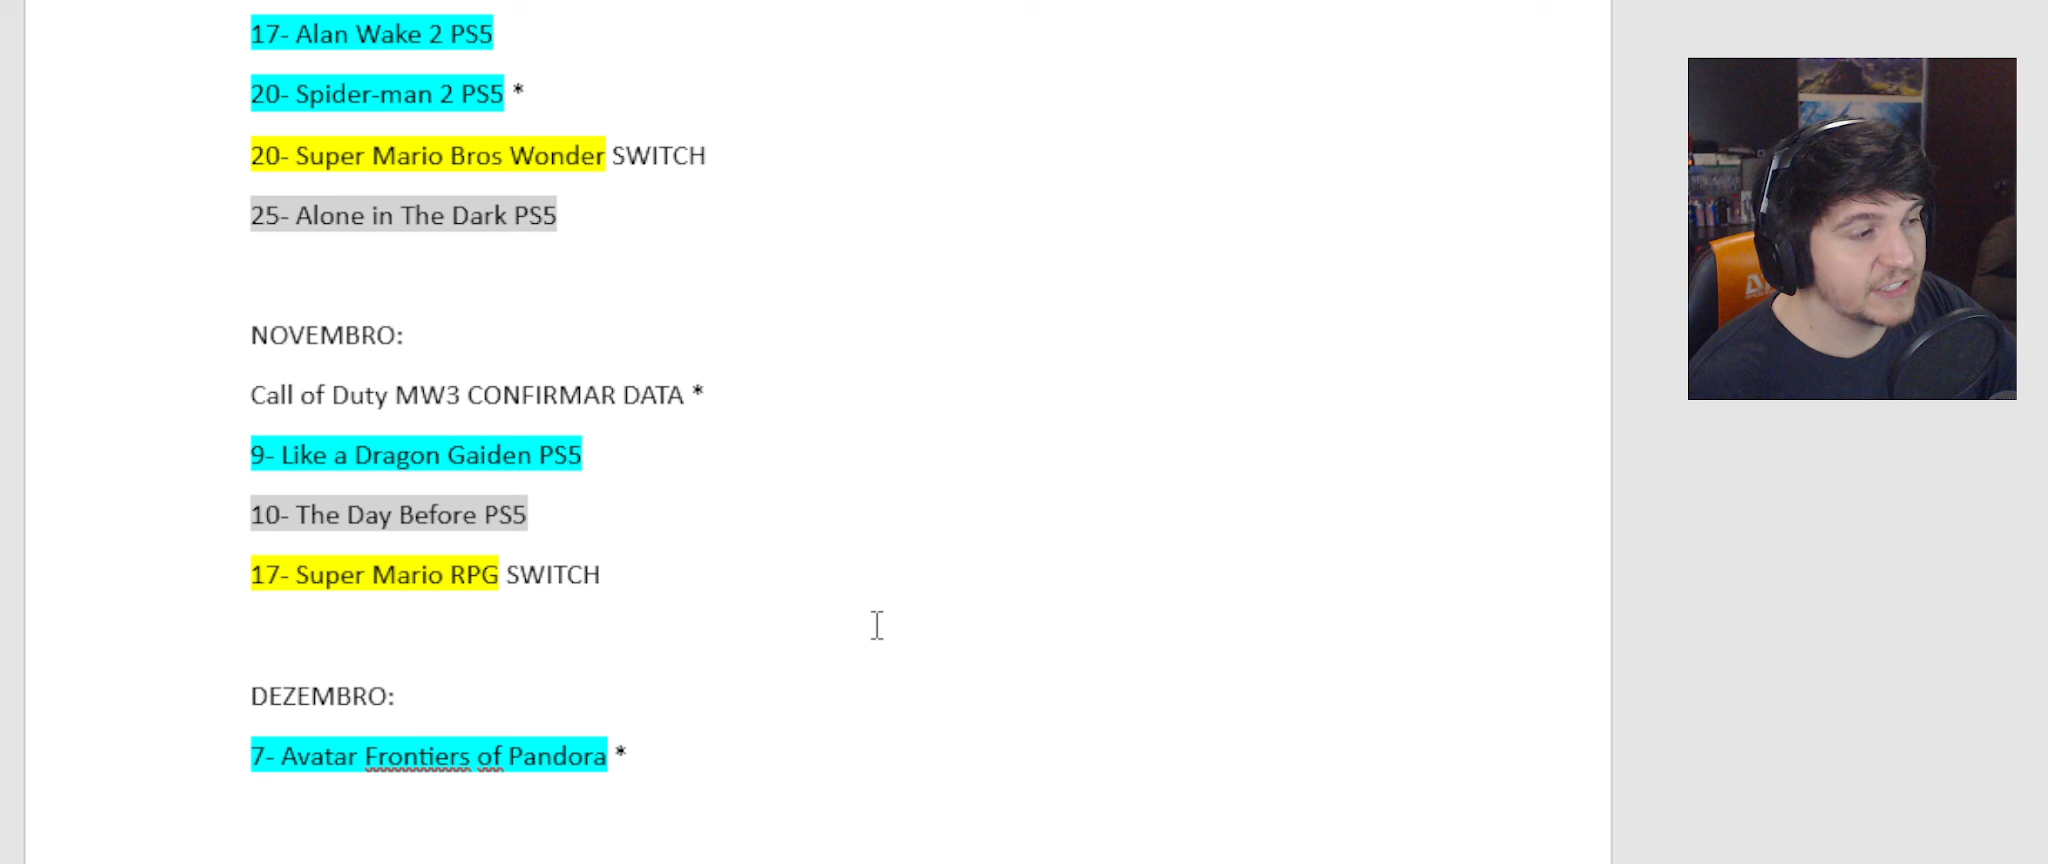 17- Alan Wake 2 PS5
20- Spider-man 2 PS5 *
20- Super Mario Bros Wonder SWITCH
25- Alone in The Dark PS5
NOVEMBRO:
Call of Duty MW3 CONFIRMAR DATA *
9- Like a Dragon Gaiden PS5
10- The Day Before PS5
17- Super Mario RPG SWITCH
DEZEMBRO:
7- Avatar Frontiers of Pandora *